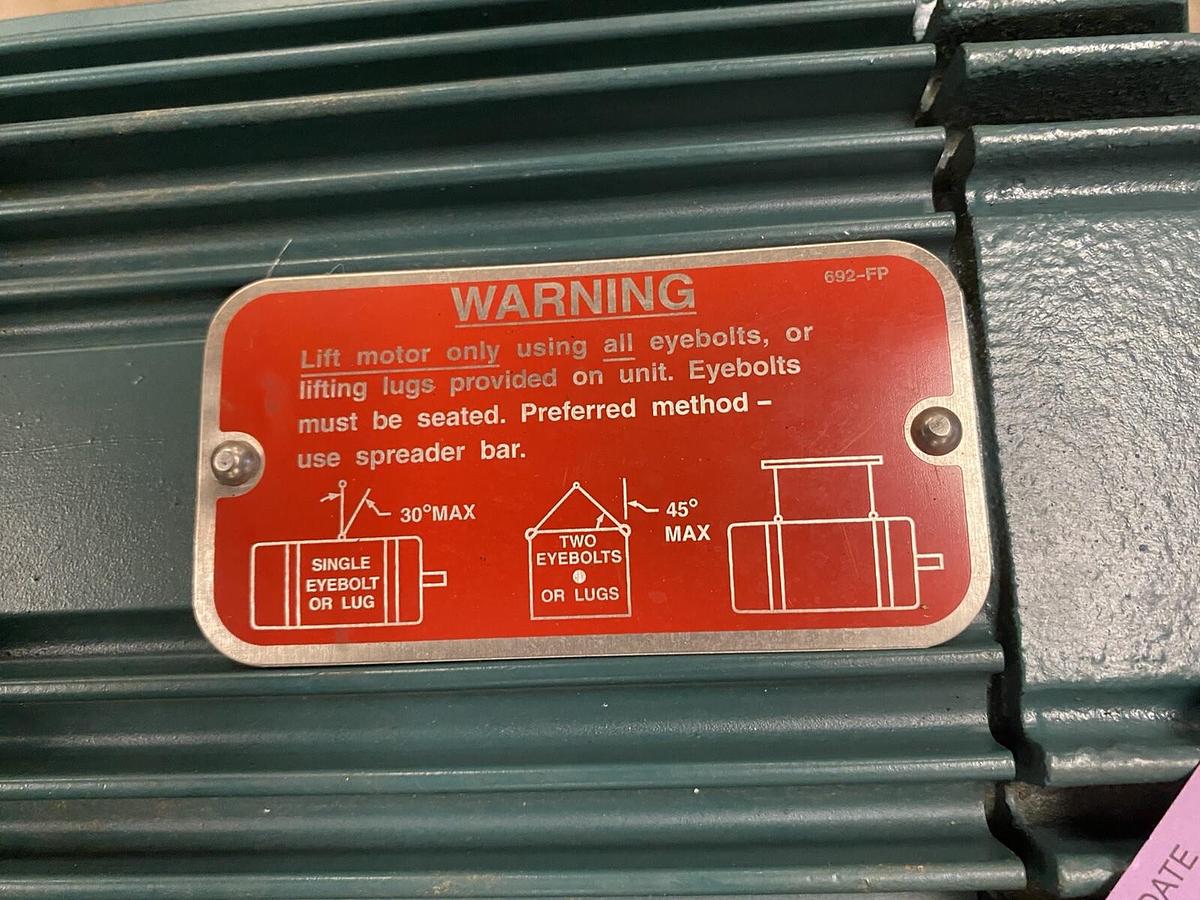 WARNING
692-FP
Lift motor only using all eyebolts, or
lifting lugs provided on unit. Eyebolts
must be seated. Preferred method –
use spreader bar.
30°MAX
SINGLE
EYEBOLT
OR LUG
45°
MAX
TWO
EYEBOLTS
OR LUGS
DATE